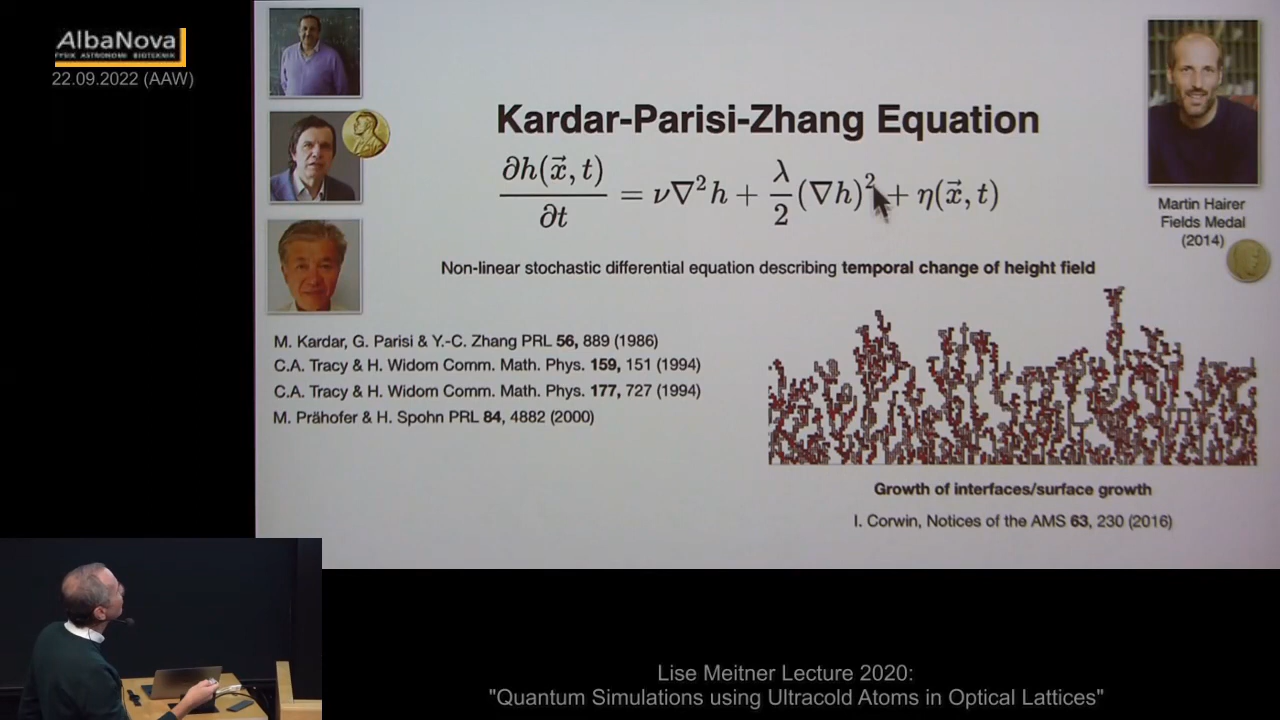 AlbaNova
FYSIK ASTRONOMI BIOTEKNIK
22.09.2022 (AAW)
Kardar-Parisi-Zhang Equation
∂h(x⃗, t)/∂t = ν∇²h + λ/2 (∇h)² + η(x⃗, t)
Martin Hairer
Fields Medal
(2014)
Non-linear stochastic differential equation describing temporal change of height field
M. Kardar, G. Parisi & Y.-C. Zhang PRL 56, 889 (1986)
C.A. Tracy & H. Widom Comm. Math. Phys. 159, 151 (1994)
C.A. Tracy & H. Widom Comm. Math. Phys. 177, 727 (1994)
M. Prähofer & H. Spohn PRL 84, 4882 (2000)
Growth of interfaces/surface growth
I. Corwin, Notices of the AMS 63, 230 (2016)
Lise Meitner Lecture 2020:
"Quantum Simulations using Ultracold Atoms in Optical Lattices"